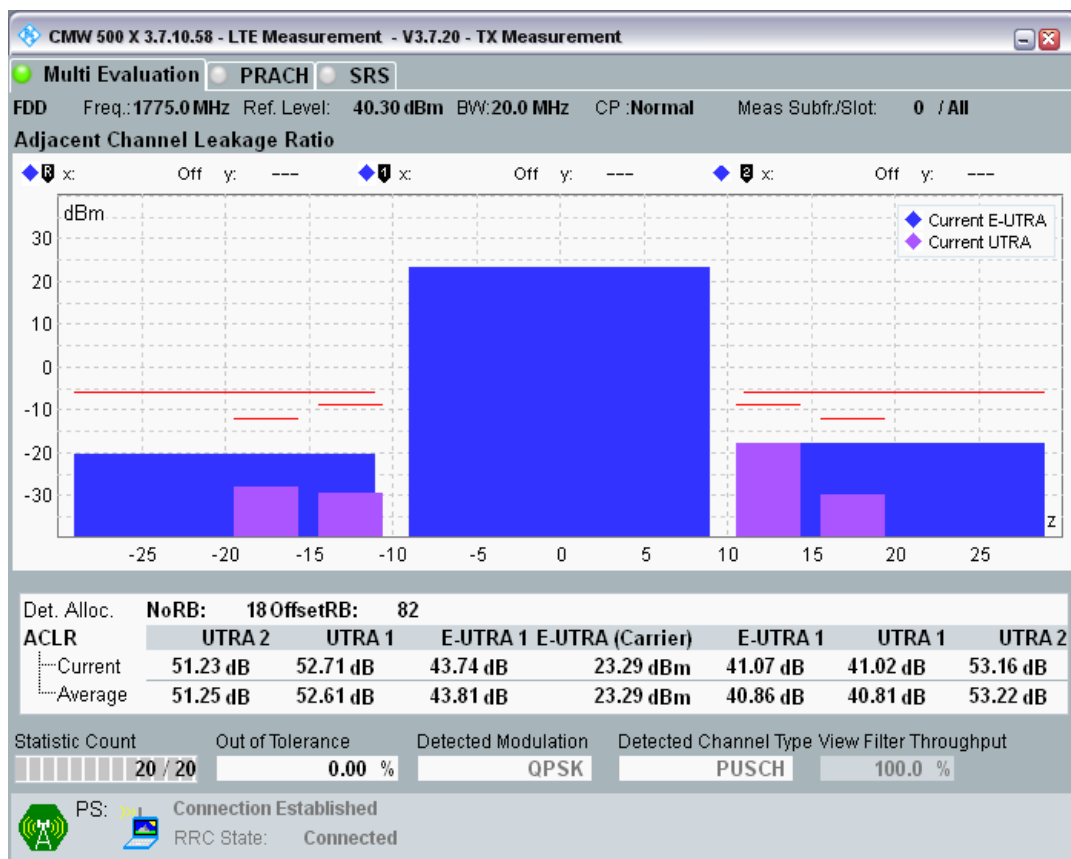 CMW 500 X 3.7.10.58 - LTE Measurement - V3.7.20 - TX Measurement
Multi Evaluation PRACH SRS
FDD Freq.: 1775.0 MHz Ref. Level: 40.30 dBm BW: 20.0 MHz CP : Normal Meas Subfr./Slot: 0 / All
Adjacent Channel Leakage Ratio
R x: Off y: --- 1 x: Off y: --- 2 x: Off y: ---
dBm
Current E-UTRA
Current UTRA
30
20
10
0
-10
-20
-30
z
-25 -20 -15 -10 -5 0 5 10 15 20 25
Det. Alloc. NoRB: 18 OffsetRB: 82
ACLR UTRA 2 UTRA 1 E-UTRA 1 E-UTRA (Carrier) E-UTRA 1 UTRA 1 UTRA 2
Current 51.23 dB 52.71 dB 43.74 dB 23.29 dBm 41.07 dB 41.02 dB 53.16 dB
Average 51.25 dB 52.61 dB 43.81 dB 23.29 dBm 40.86 dB 40.81 dB 53.22 dB
Statistic Count Out of Tolerance Detected Modulation Detected Channel Type View Filter Throughput
20 / 20 0.00 % QPSK PUSCH 100.0 %
PS: Connection Established
RRC State: Connected